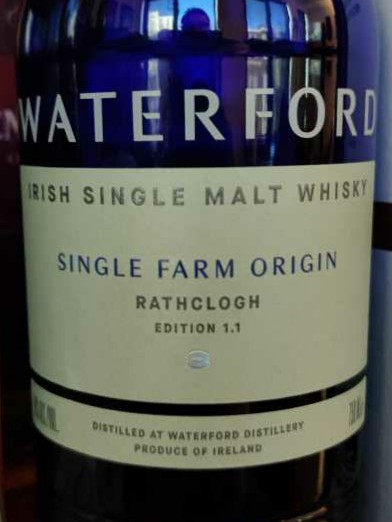 WATERFORD
IRISH SINGLE MALT WHISKY
SINGLE FARM ORIGIN
RATHCLOGH
EDITION 1.1
DISTILLED AT WATERFORD DISTILLERY
PRODUCE OF IRELAND